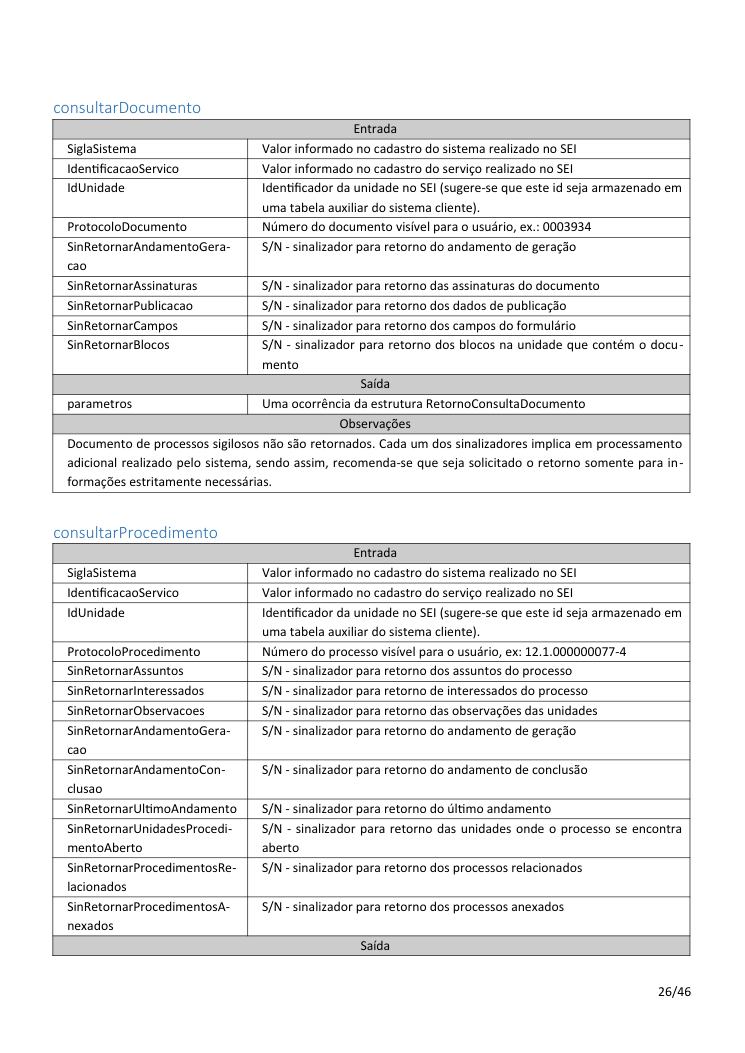 consultarDocumento
Entrada
SiglaSistema Valor informado no cadastro do sistema realizado no SEI
IdentificacaoServico Valor informado no cadastro do serviço realizado no SEI
IdUnidade Identificador da unidade no SEI (sugere-se que este id seja armazenado em
uma tabela auxiliar do sistema cliente).
ProtocoloDocumento Número do documento visível para o usuário, ex.: 0003934
SinRetornarAndamentoGera- S/N - sinalizador para retorno do andamento de geração
cao
SinRetornarAssinaturas S/N - sinalizador para retorno das assinaturas do documento
SinRetornarPublicacao S/N - sinalizador para retorno dos dados de publicação
SinRetornarCampos S/N - sinalizador para retorno dos campos do formulário
SinRetornarBlocos S/N - sinalizador para retorno dos blocos na unidade que contém o docu-
mento
Saída
parametros Uma ocorrência da estrutura RetornoConsultaDocumento
Observações
Documento de processos sigilosos não são retornados. Cada um dos sinalizadores implica em processamento
adicional realizado pelo sistema, sendo assim, recomenda-se que seja solicitado o retorno somente para in-
formações estritamente necessárias.
consultarProcedimento
Entrada
SiglaSistema Valor informado no cadastro do sistema realizado no SEI
IdentificacaoServico Valor informado no cadastro do serviço realizado no SEI
IdUnidade Identificador da unidade no SEI (sugere-se que este id seja armazenado em
uma tabela auxiliar do sistema cliente).
ProtocoloProcedimento Número do processo visível para o usuário, ex: 12.1.000000077-4
SinRetornarAssuntos S/N - sinalizador para retorno dos assuntos do processo
SinRetornarInteressados S/N - sinalizador para retorno de interessados do processo
SinRetornarObservacoes S/N - sinalizador para retorno das observações das unidades
SinRetornarAndamentoGera- S/N - sinalizador para retorno do andamento de geração
cao
SinRetornarAndamentoCon- S/N - sinalizador para retorno do andamento de conclusão
clusao
SinRetornarUltimoAndamento S/N - sinalizador para retorno do último andamento
SinRetornarUnidadesProcedi- S/N - sinalizador para retorno das unidades onde o processo se encontra
mentoAberto aberto
SinRetornarProcedimentosRe- S/N - sinalizador para retorno dos processos relacionados
lacionados
SinRetornarProcedimentosA- S/N - sinalizador para retorno dos processos anexados
nexados
Saída
26/46